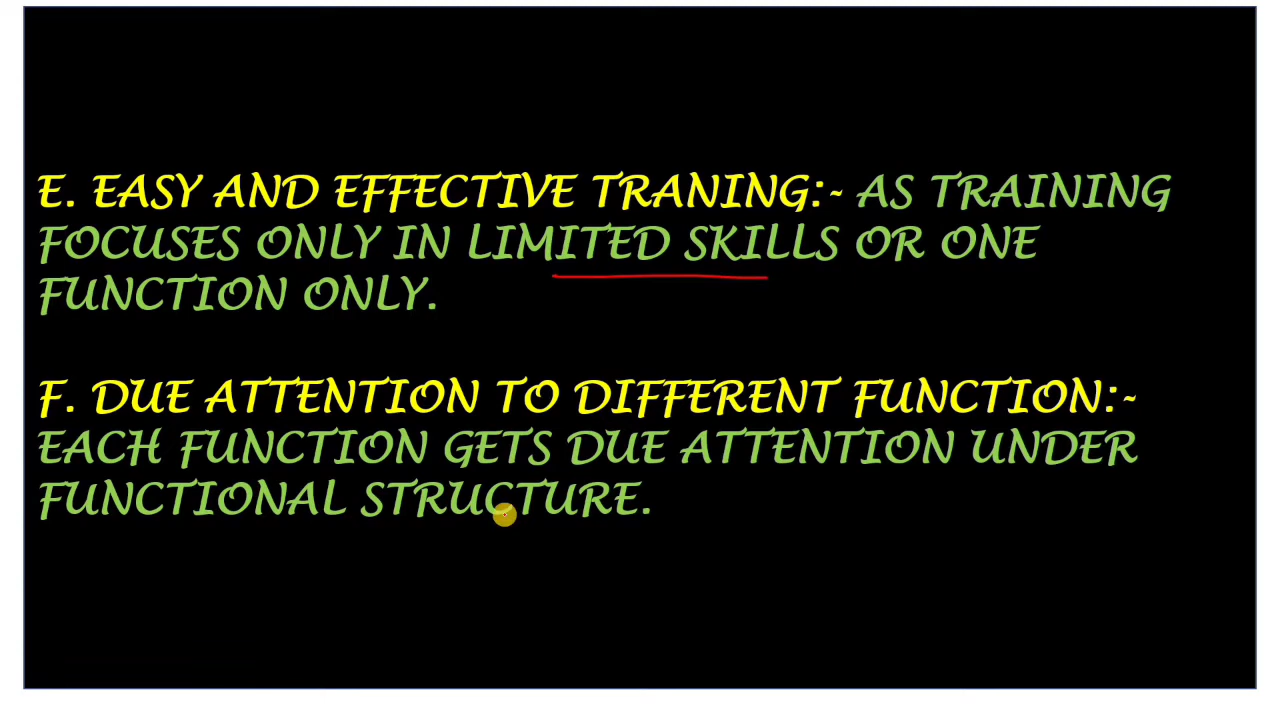 E. EASY AND EFFECTIVE TRANING:- AS TRAINING
FOCUSES ONLY IN LIMITED SKILLS OR ONE
FUNCTION ONLY.
F. DUE ATTENTION TO DIFFERENT FUNCTION:-
EACH FUNCTION GETS DUE ATTENTION UNDER
FUNCTIONAL STRUCTURE.